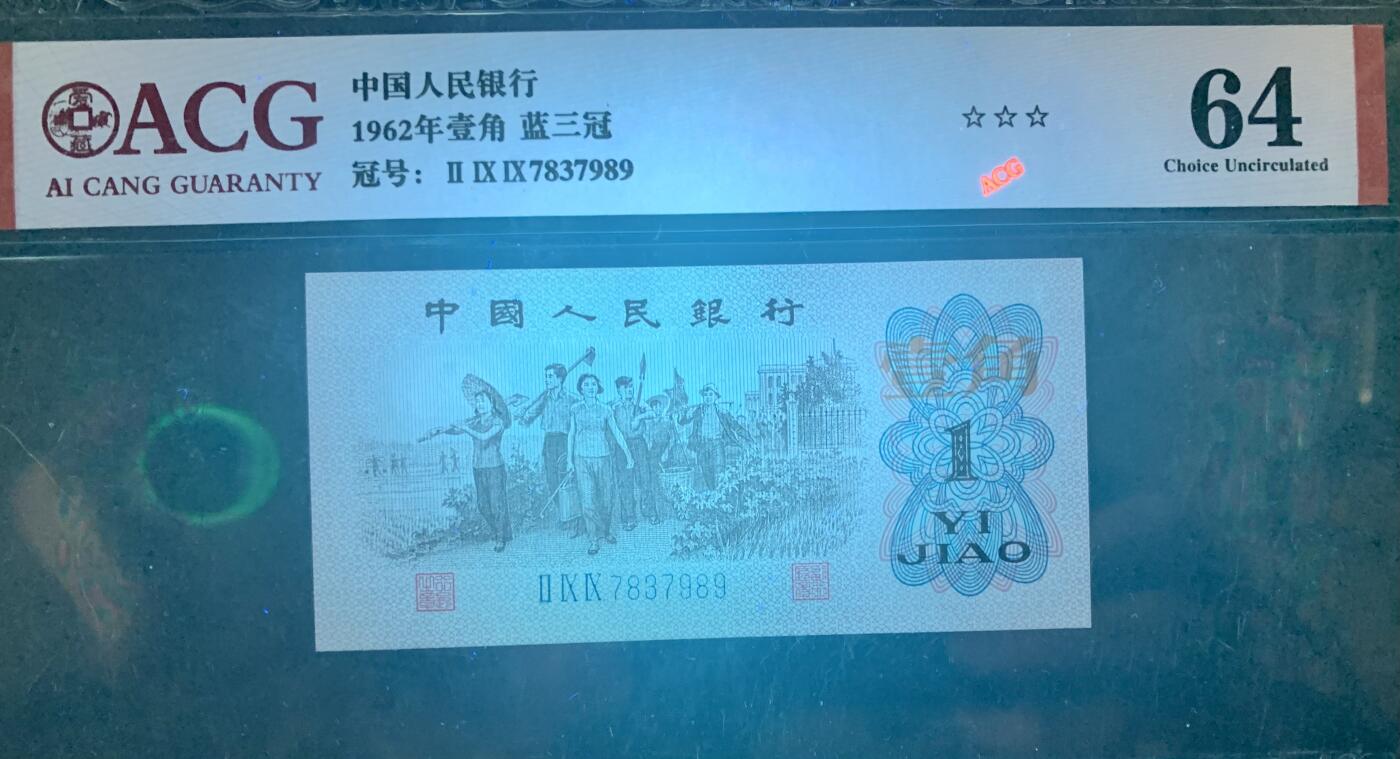 ACG
AI CANG GUARANTY
中国人民银行
1962年壹角 蓝三冠
冠号: Ⅱ Ⅸ Ⅸ7837989
☆☆☆
ACG
64
Choice Uncirculated
中國人民銀行
壹角
1
YI
JIAO
Ⅱ Ⅸ Ⅸ 7837989